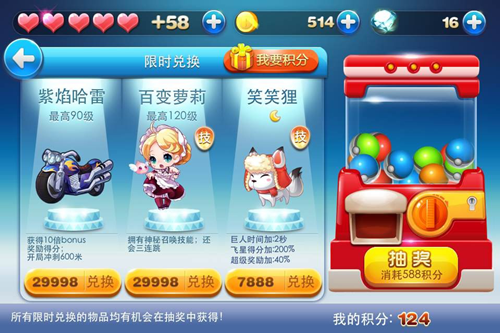 +58
514
16
限时兑换
我要积分
紫焰哈雷
最高90级
获得10倍bonus
奖励得分;
开局冲刺600米
29998 兑换
百变萝莉
最高120级
技
拥有神秘召唤技能；还
会三连跳
29998 兑换
笑笑狸
技
巨人时间加:2秒
飞星得分加:200%
超级奖励加:40%
7888 兑换
抽奖
消耗588积分
所有限时兑换的物品均有机会在抽奖中获得!
我的积分: 124